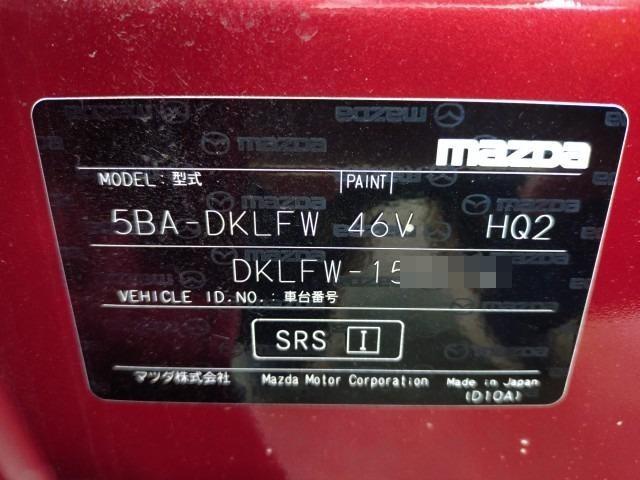 mazda
MODEL:型式 PAINT
5BA-DKLFW 46V HQ2
DKLFW-15
VEHICLE ID.NO.:車台番号
SRS I
マツダ株式会社 Mazda Motor Corporation Made in Japan
(D10A)